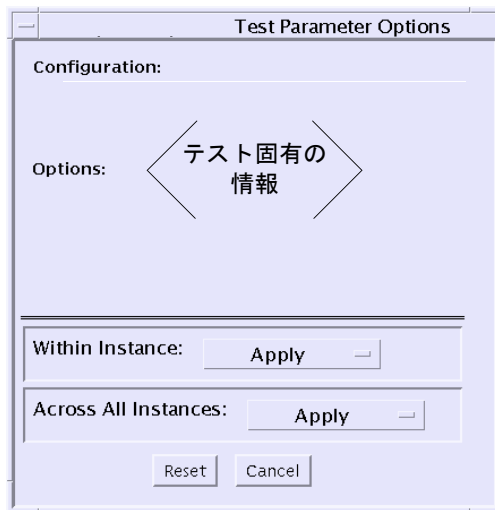 Test Parameter Options
Configuration:
Options:
テスト固有の
情報
Within Instance:
Apply
Across All Instances:
Apply
Reset
Cancel